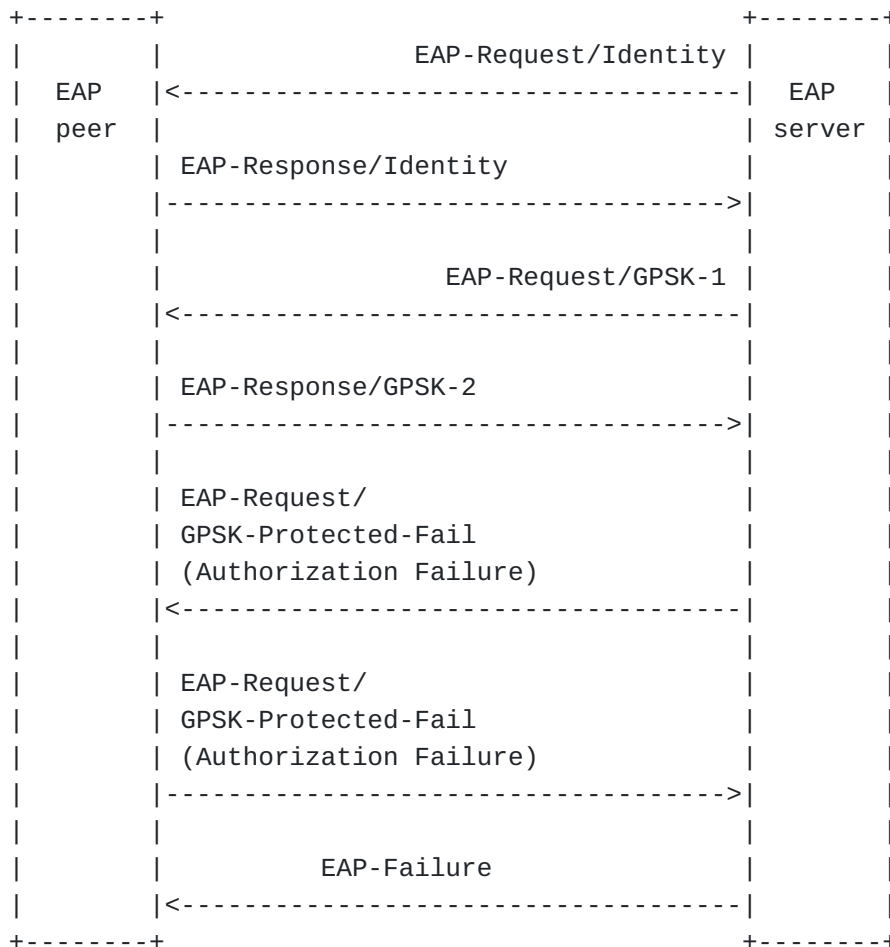 +--------+                                     +--------+
|        |                EAP-Request/Identity |        |
|  EAP   |<------------------------------------|  EAP   |
|  peer  |                                     | server |
|        | EAP-Response/Identity               |        |
|        |------------------------------------>|        |
|        |                                     |        |
|        |                  EAP-Request/GPSK-1 |        |
|        |<------------------------------------|        |
|        |                                     |        |
|        | EAP-Response/GPSK-2                 |        |
|        |------------------------------------>|        |
|        |                                     |        |
|        | EAP-Request/                        |        |
|        | GPSK-Protected-Fail                 |        |
|        | (Authorization Failure)             |        |
|        |<------------------------------------|        |
|        |                                     |        |
|        | EAP-Request/                        |        |
|        | GPSK-Protected-Fail                 |        |
|        | (Authorization Failure)             |        |
|        |------------------------------------>|        |
|        |                                     |        |
|        |          EAP-Failure                |        |
|        |<------------------------------------|        |
+--------+                                     +--------+